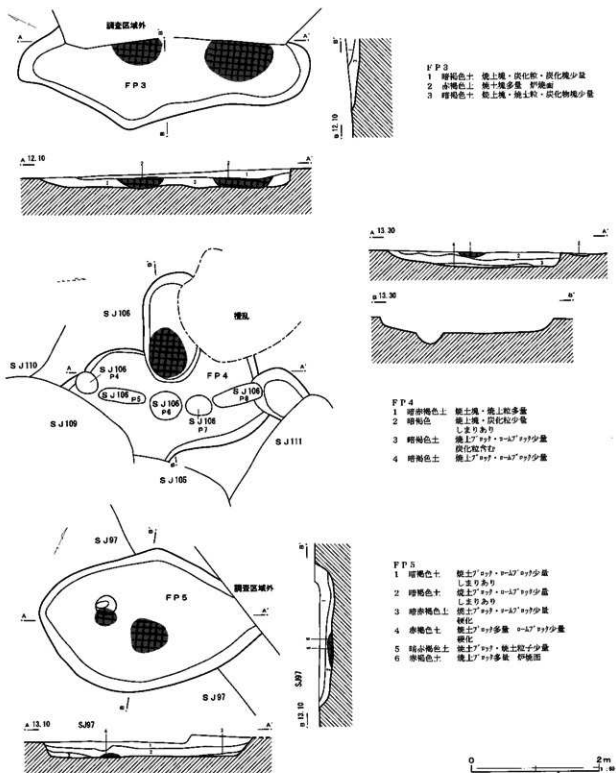 調査区域外
A
A'
B
B'
FP3
A 12.10
A'
B 12.10
FP3
1 暗褐色土 焼土塊・炭化粒・炭化塊少量
2 赤褐色土 焼土塊多量 炉焼面
3 暗褐色土 焼土塊・焼土粒・炭化物塊少量
A 13.30
A'
B 13.30
B'
SJ106
攪乱
SJ110
A
SJ106
P4
FP4
SJ106
P5
SJ106
P6
SJ106
P7
SJ106
P8
SJ109
SJ111
SJ105
FP4
1 暗赤褐色土 焼土塊・焼土粒多量
2 暗褐色 焼土塊・炭化粒少量
しまりあり
3 暗褐色土 焼土ブロック・ロームブロック少量
炭化粒含む
4 暗褐色土 焼土ブロック・ロームブロック少量
SJ97
調査区域外
FP5
A
A'
SJ97
SJ97
B 13.10
A 13.10
SJ97
A'
FP5
1 暗褐色土 焼土ブロック・ロームブロック少量
しまりあり
2 暗褐色土 焼土ブロック・ロームブロック少量
しまりあり
3 暗赤褐色土 焼土ブロック・ロームブロック少量
硬化
4 赤褐色土 焼土ブロック多量 ロームブロック少量
硬化
5 暗赤褐色土 焼土ブロック・焼土粒子少量
6 赤褐色土 焼土ブロック多量 炉焼面
0
2m